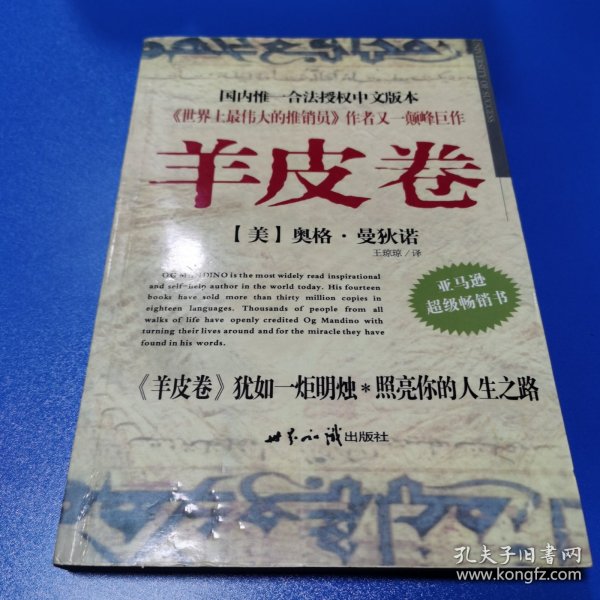 国内惟一合法授权中文版本
《世界上最伟大的推销员》作者又一颠峰巨作
羊皮卷
【美】奥格·曼狄诺
王琼琼/译
OG MANDINO is the most widely read inspirational
and self-help author in the world today. His fourteen
books have sold more than thirty million copies in
eighteen languages. Thousands of people from all
walks of life have openly credited Og Mandino with
turning their lives around and for the miracle they have
found in his words.
亚马逊
超级畅销书
《羊皮卷》犹如一炬明烛*照亮你的人生之路
世界知识出版社
孔夫子旧书网
www.kongfz.com